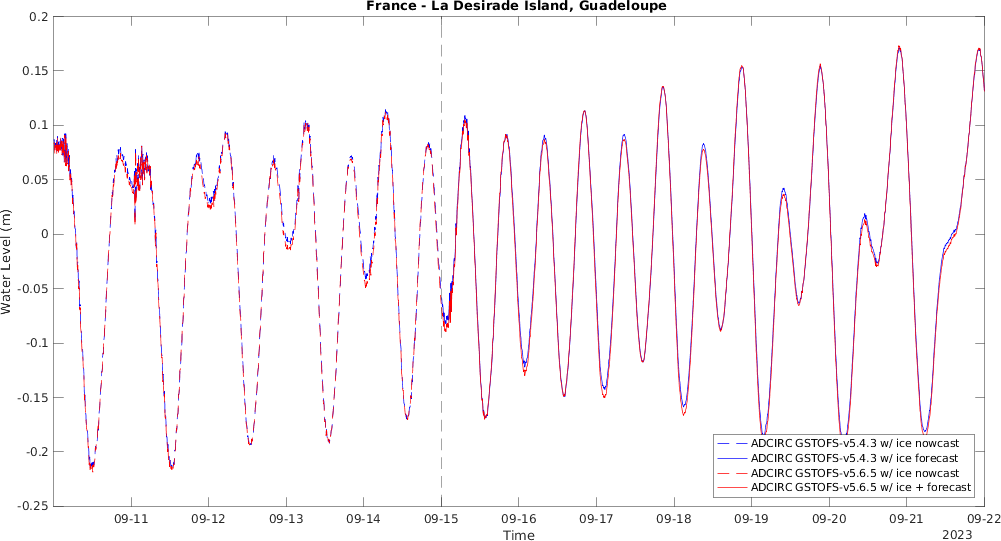 France - La Desirade Island, Guadeloupe
0.2
0.15
0.1
0.05
0
-0.05
-0.1
-0.15
-0.2
-0.25
Water Level (m)
ADCIRC GSTOFS-v5.4.3 w/ ice nowcast
ADCIRC GSTOFS-v5.4.3 w/ ice forecast
ADCIRC GSTOFS-v5.6.5 w/ ice nowcast
ADCIRC GSTOFS-v5.6.5 w/ ice + forecast
09-11 09-12 09-13 09-14 09-15 09-16 09-17 09-18 09-19 09-20 09-21 09-22
Time 2023